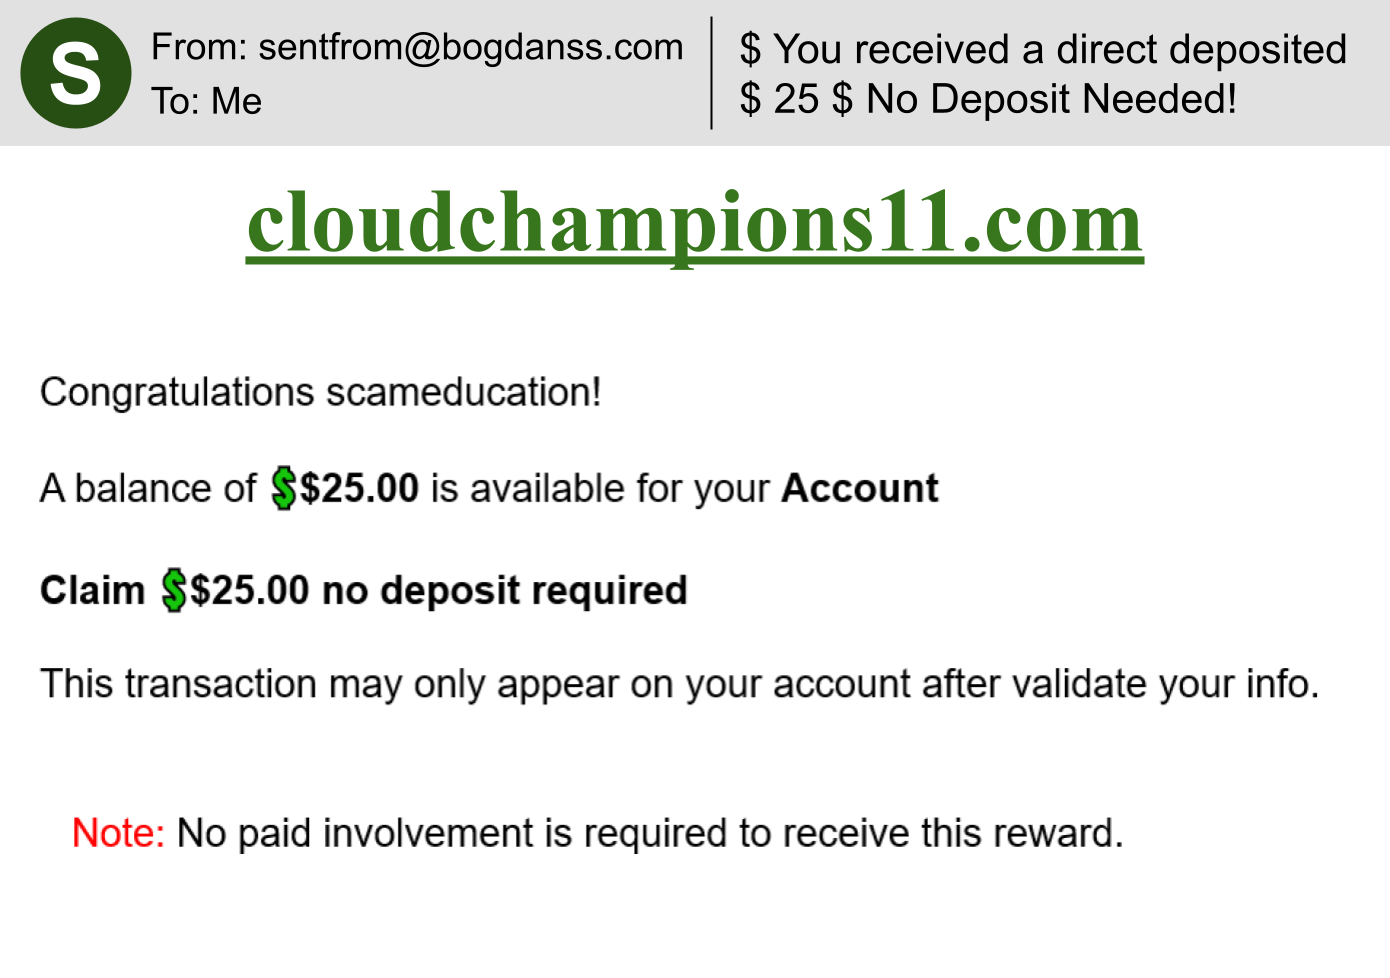 S
From: sentfrom@bogdanss.com
To: Me
$ You received a direct deposited
$ 25 $ No Deposit Needed!
cloudchampions11.com
Congratulations scameducation!
A balance of 💲$25.00 is available for your Account
Claim 💲$25.00 no deposit required
This transaction may only appear on your account after validate your info.
Note: No paid involvement is required to receive this reward.